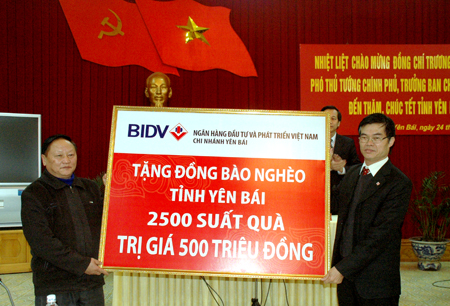 NHIỆT LIỆT CHÀO MỪNG ĐỒNG CHÍ TRƯƠNG
PHÓ THỦ TƯỚNG CHÍNH PHỦ, TRƯỞNG BAN CH
ĐẾN THĂM, CHÚC TẾT TỈNH YÊN
Yên Bái, ngày 24
BIDV
NGÂN HÀNG ĐẦU TƯ VÀ PHÁT TRIỂN VIỆT NAM
CHI NHÁNH YÊN BÁI
TẶNG ĐỒNG BÀO NGHÈO
TỈNH YÊN BÁI
2500 SUẤT QUÀ
TRỊ GIÁ 500 TRIỆU ĐỒNG